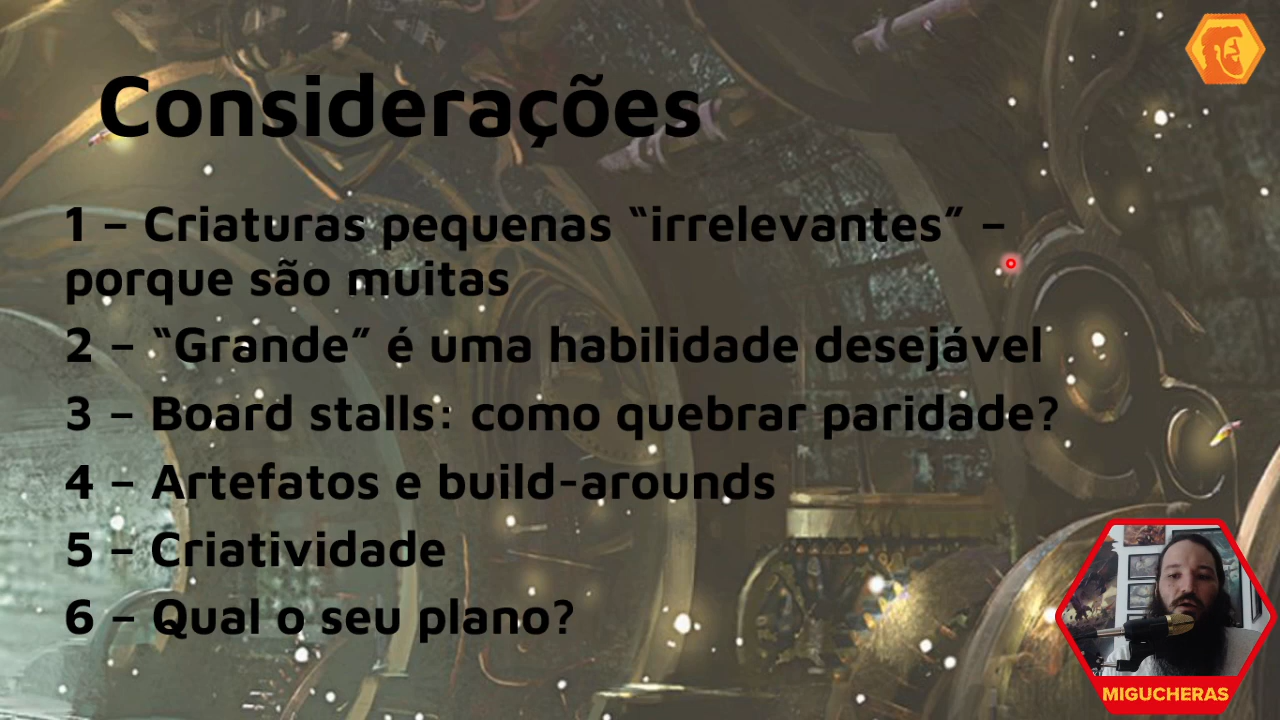 Considerações
1 – Criaturas pequenas “irrelevantes” –
porque são muitas
2 – “Grande” é uma habilidade desejável
3 – Board stalls: como quebrar paridade?
4 – Artefatos e build-arounds
5 – Criatividade
6 – Qual o seu plano?
MIGUCHERAS